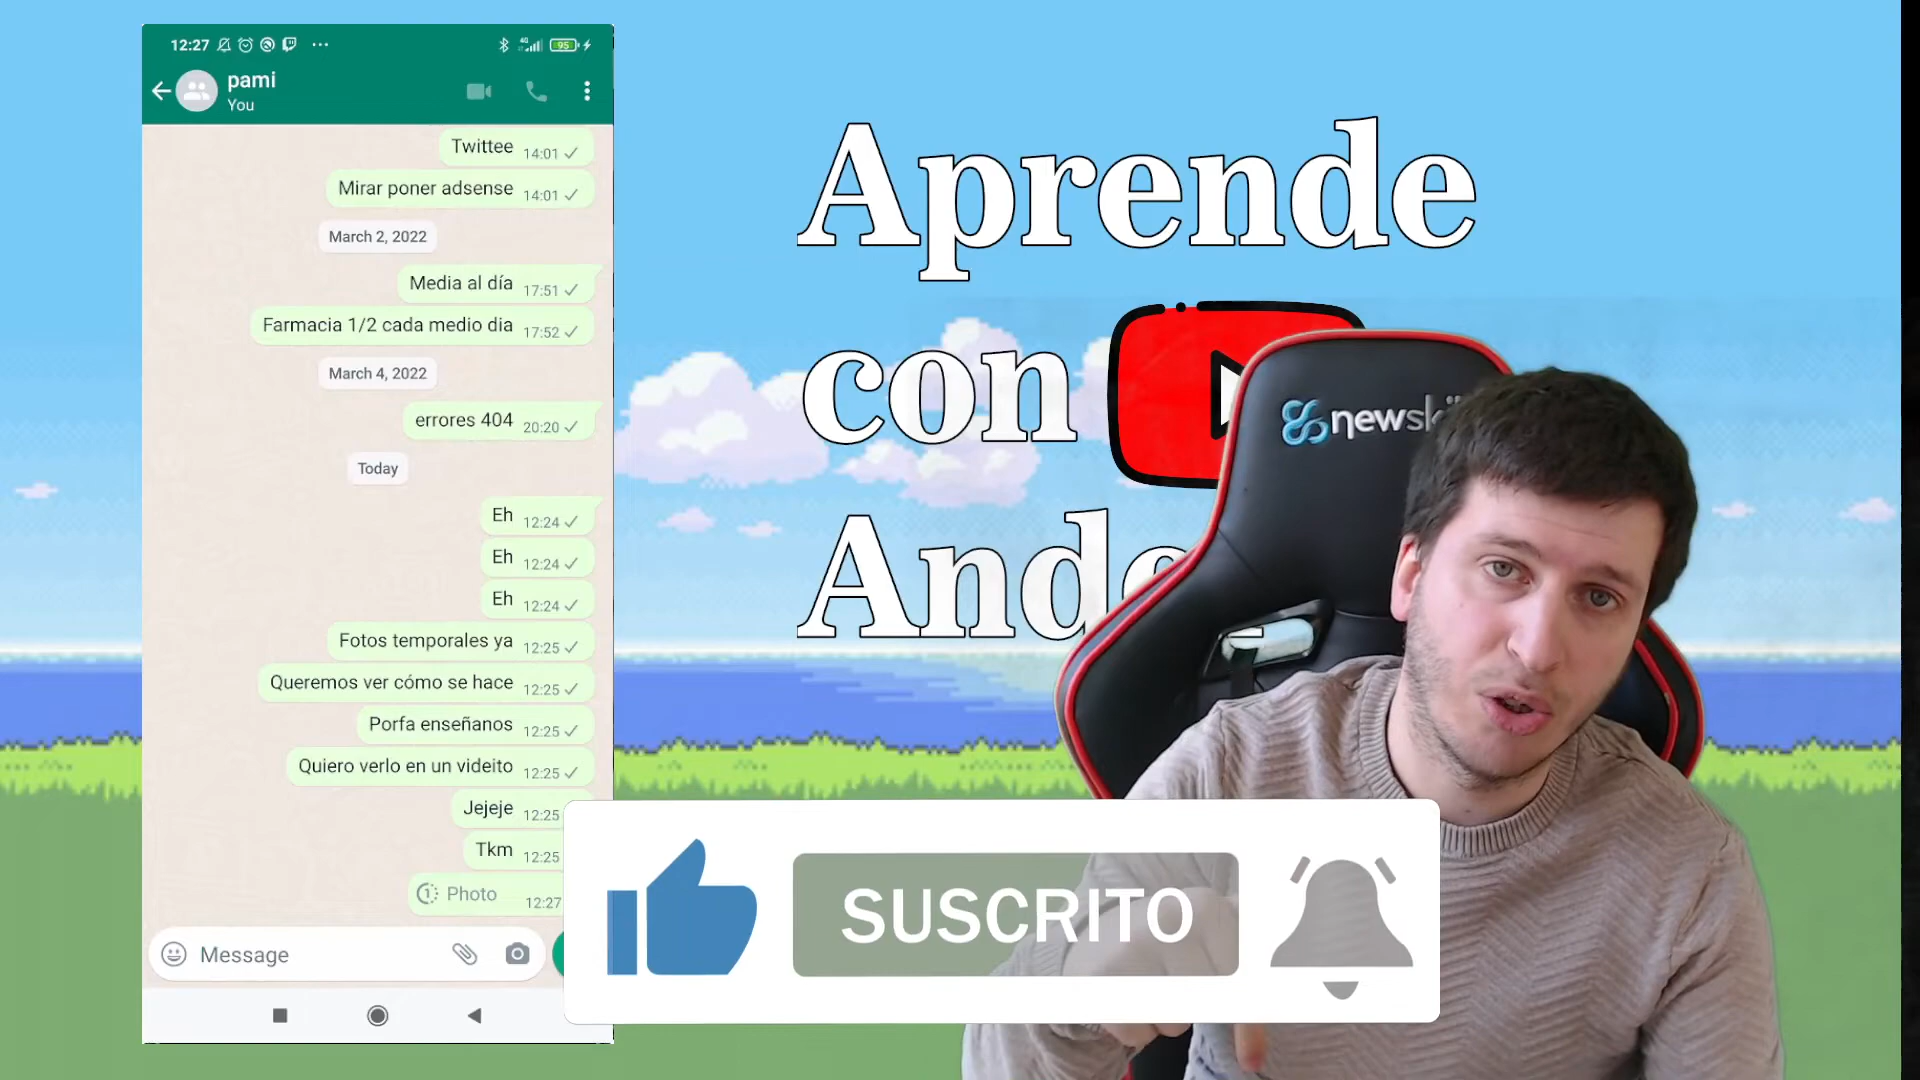 12:27
4G
95
pami
You
Twittee 14:01
Mirar poner adsense 14:01
March 2, 2022
Media al día 17:51
Farmacia 1/2 cada medio dia 17:52
March 4, 2022
errores 404 20:20
Today
Eh 12:24
Eh 12:24
Eh 12:24
Fotos temporales ya 12:25
Queremos ver cómo se hace 12:25
Porfa enseñanos 12:25
Quiero verlo en un videito 12:25
Jejeje 12:25
Tkm 12:25
1 Photo 12:27
Message
Aprende
con
newsk
SUSCRITO